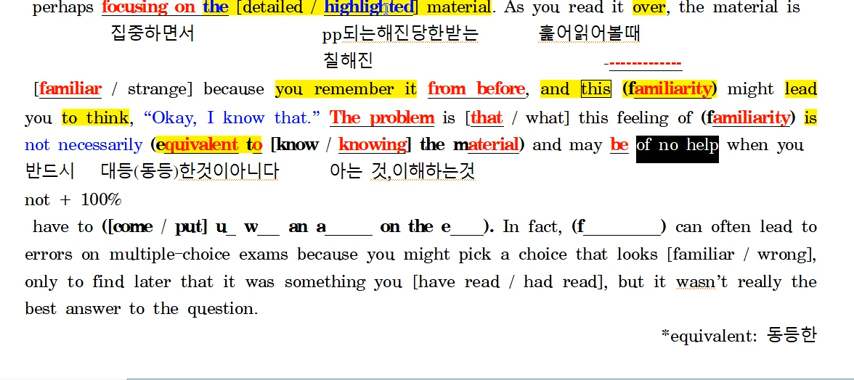 perhaps focusing on the [detailed / highlighted] material. As you read it over, the material is
집중하면서 pp되는해진당한받는 훑어읽어볼때
칠해진 -------------
[familiar / strange] because you remember it from before, and this (familiarity) might lead
you to think, “Okay, I know that.” The problem is [that / what] this feeling of (familiarity) is
not necessarily (equivalent to [know / knowing] the material) and may be of no help when you
반드시 대등(동등)한것이아니다 아는 것,이해하는것
not + 100%
have to ([come / put] u_ w__ an a_____ on the e___). In fact, (f________) can often lead to
errors on multiple-choice exams because you might pick a choice that looks [familiar / wrong],
only to find later that it was something you [have read / had read], but it wasn’t really the
best answer to the question.
*equivalent: 동등한